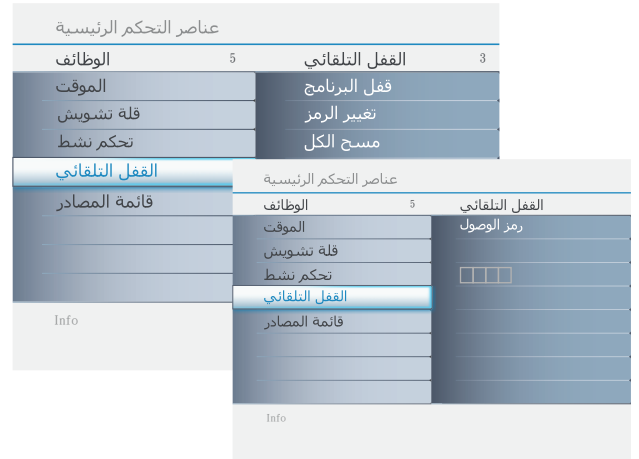 عناصر التحكم الرئيسية
الوظائف 5
القفل التلقائي 3
الموقت
قلة تشويش
تحكم نشط
القفل التلقائي
قائمة المصادر
قفل البرنامج
تغيير الرمز
مسح الكل
Info
عناصر التحكم الرئيسية
الوظائف 5
القفل التلقائي
الموقت
قلة تشويش
تحكم نشط
القفل التلقائي
قائمة المصادر
رمز الوصول
Info